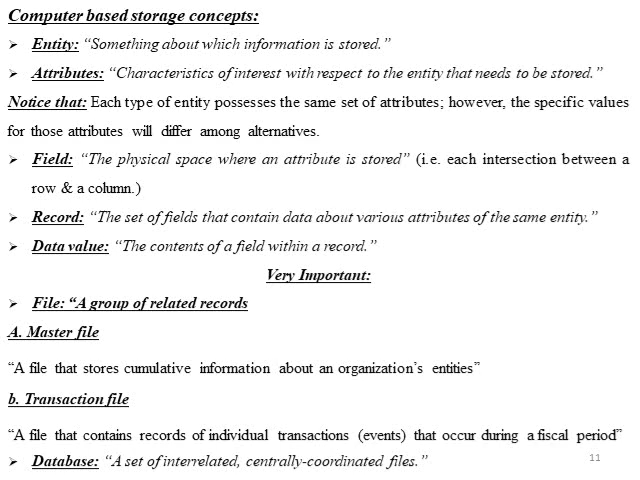 Computer based storage concepts:
➢ Entity: “Something about which information is stored.”
➢ Attributes: “Characteristics of interest with respect to the entity that needs to be stored.”
Notice that: Each type of entity possesses the same set of attributes; however, the specific values
for those attributes will differ among alternatives.
➢ Field: “The physical space where an attribute is stored” (i.e. each intersection between a
row & a column.)
➢ Record: “The set of fields that contain data about various attributes of the same entity.”
➢ Data value: “The contents of a field within a record.”
Very Important:
➢ File: “A group of related records
A. Master file
“A file that stores cumulative information about an organization’s entities”
b. Transaction file
“A file that contains records of individual transactions (events) that occur during a fiscal period”
➢ Database: “A set of interrelated, centrally-coordinated files.”
11